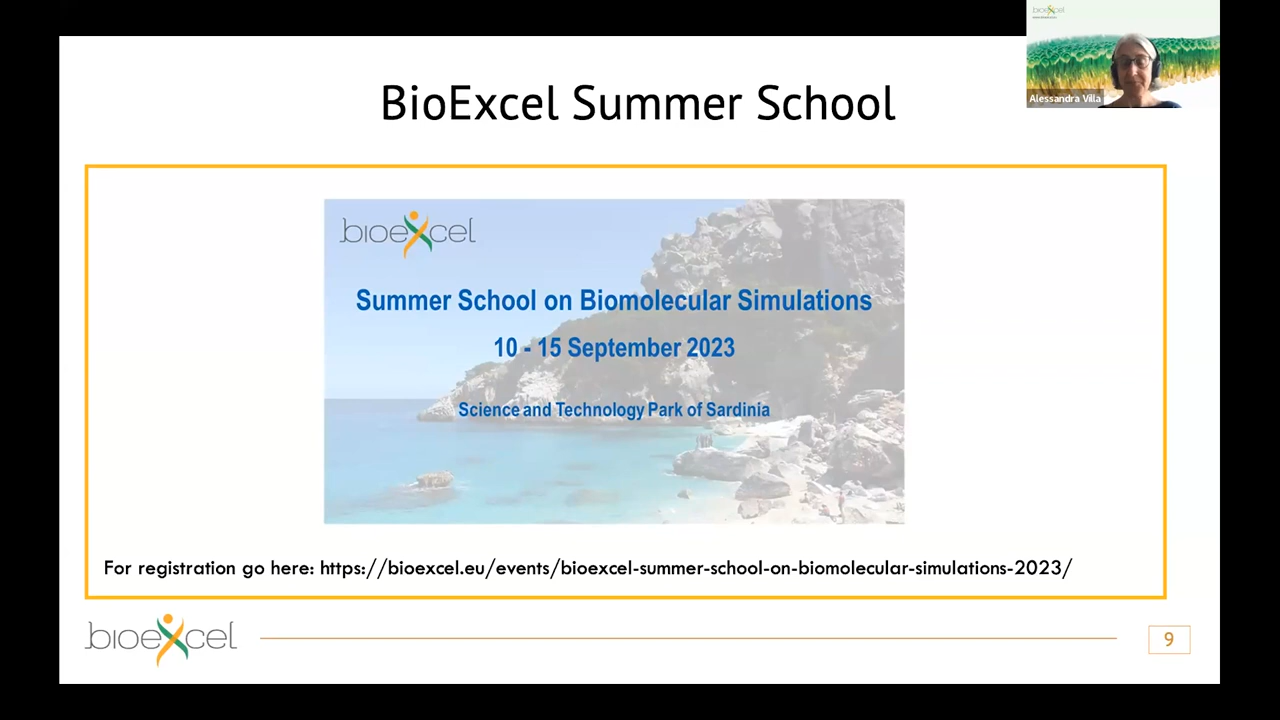 BioExcel Summer School
bioexcel
Alessandra Villa
bioexcel
Summer School on Biomolecular Simulations
10 - 15 September 2023
Science and Technology Park of Sardinia
For registration go here: https://bioexcel.eu/events/bioexcel-summer-school-on-biomolecular-simulations-2023/
bioexcel
9